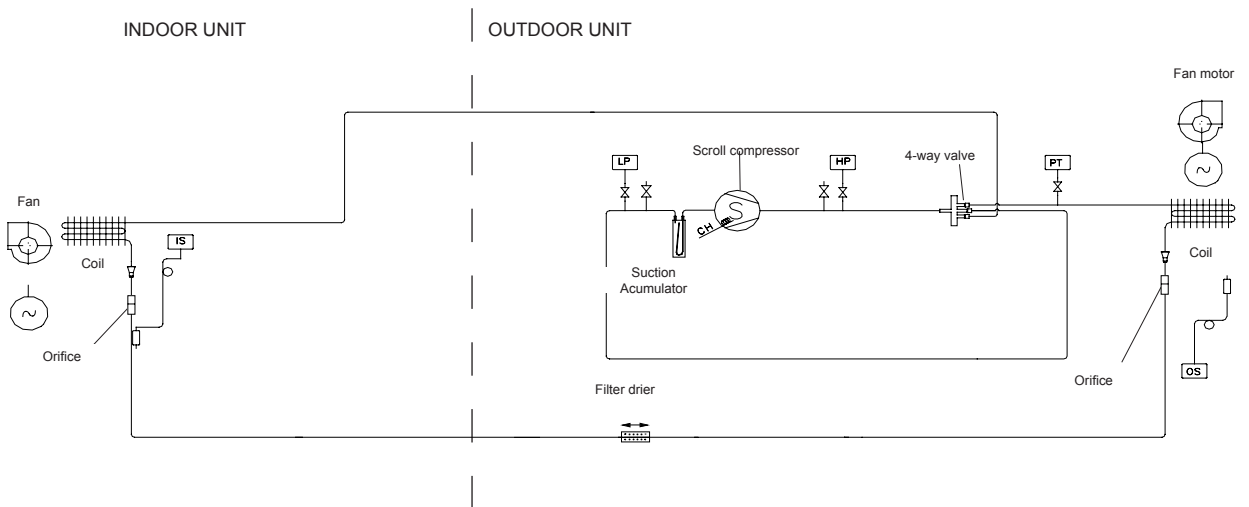 INDOOR UNIT
OUTDOOR UNIT
Fan motor
Scroll compressor
4-way valve
LP
HP
PT
Fan
S
CH
IS
Coil
Suction
Acumulator
Coil
Orifice
Orifice
OS
Filter drier